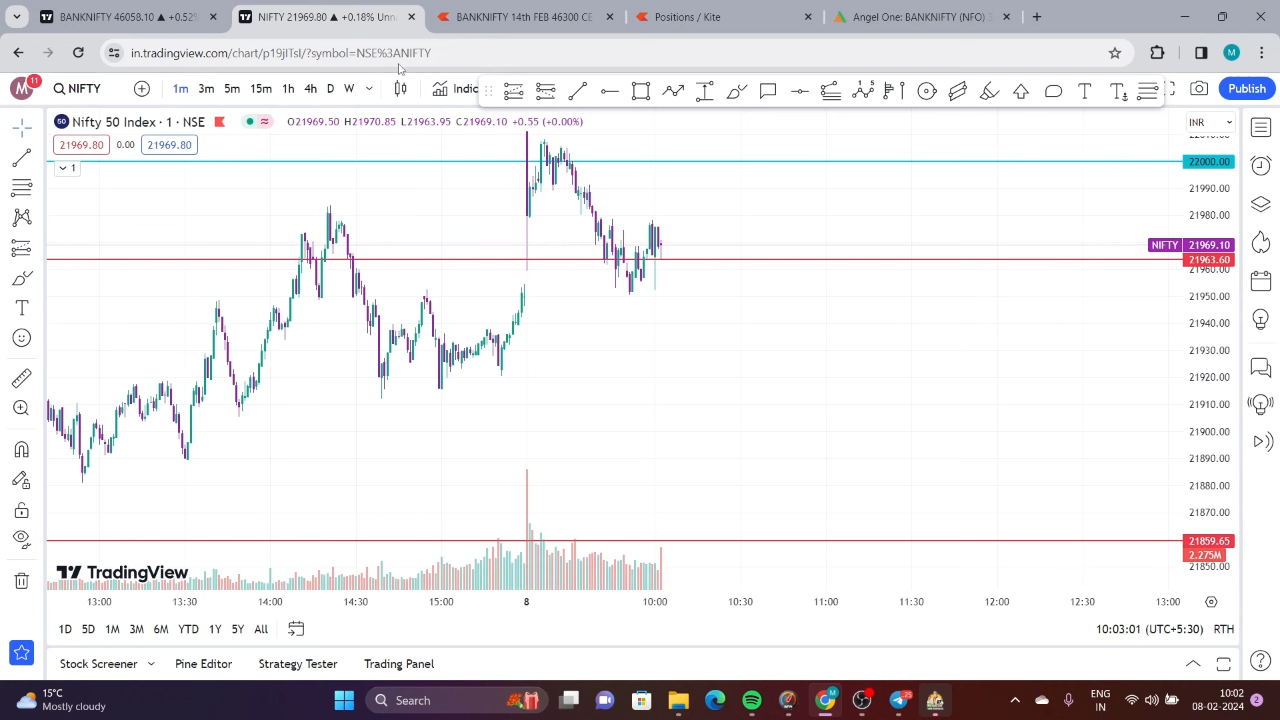 BANKNIFTY 46058.10 ▲ +0.52%
NIFTY 21969.80 ▲ +0.18% Unn
BANKNIFTY 14th FEB 46300 CE
Positions / Kite
Angel One: BANKNIFTY (NFO) 3
in.tradingview.com/chart/p19jITsI/?symbol=NSE%3ANIFTY
M
M 11 NIFTY 1m 3m 5m 15m 1h 4h D W Indic Publish
Nifty 50 Index · 1 · NSE O21969.50 H21970.85 L21963.95 C21969.10 +0.55 (+0.00%) INR
21969.80 0.00 21969.80
1
22000.00
21990.00
21980.00
NIFTY 21969.10
21963.60
21960.00
21950.00
21940.00
21930.00
21920.00
21910.00
21900.00
21890.00
21880.00
21870.00
21859.65
2.275M
21850.00
TradingView
13:00 13:30 14:00 14:30 15:00 8 10:00 10:30 11:00 11:30 12:00 12:30 13:00
1D 5D 1M 3M 6M YTD 1Y 5Y All 10:03:01 (UTC+5:30) RTH
Stock Screener Pine Editor Strategy Tester Trading Panel
15°C
Mostly cloudy
Search
25
ENG
IN
10:02
08-02-2024
2